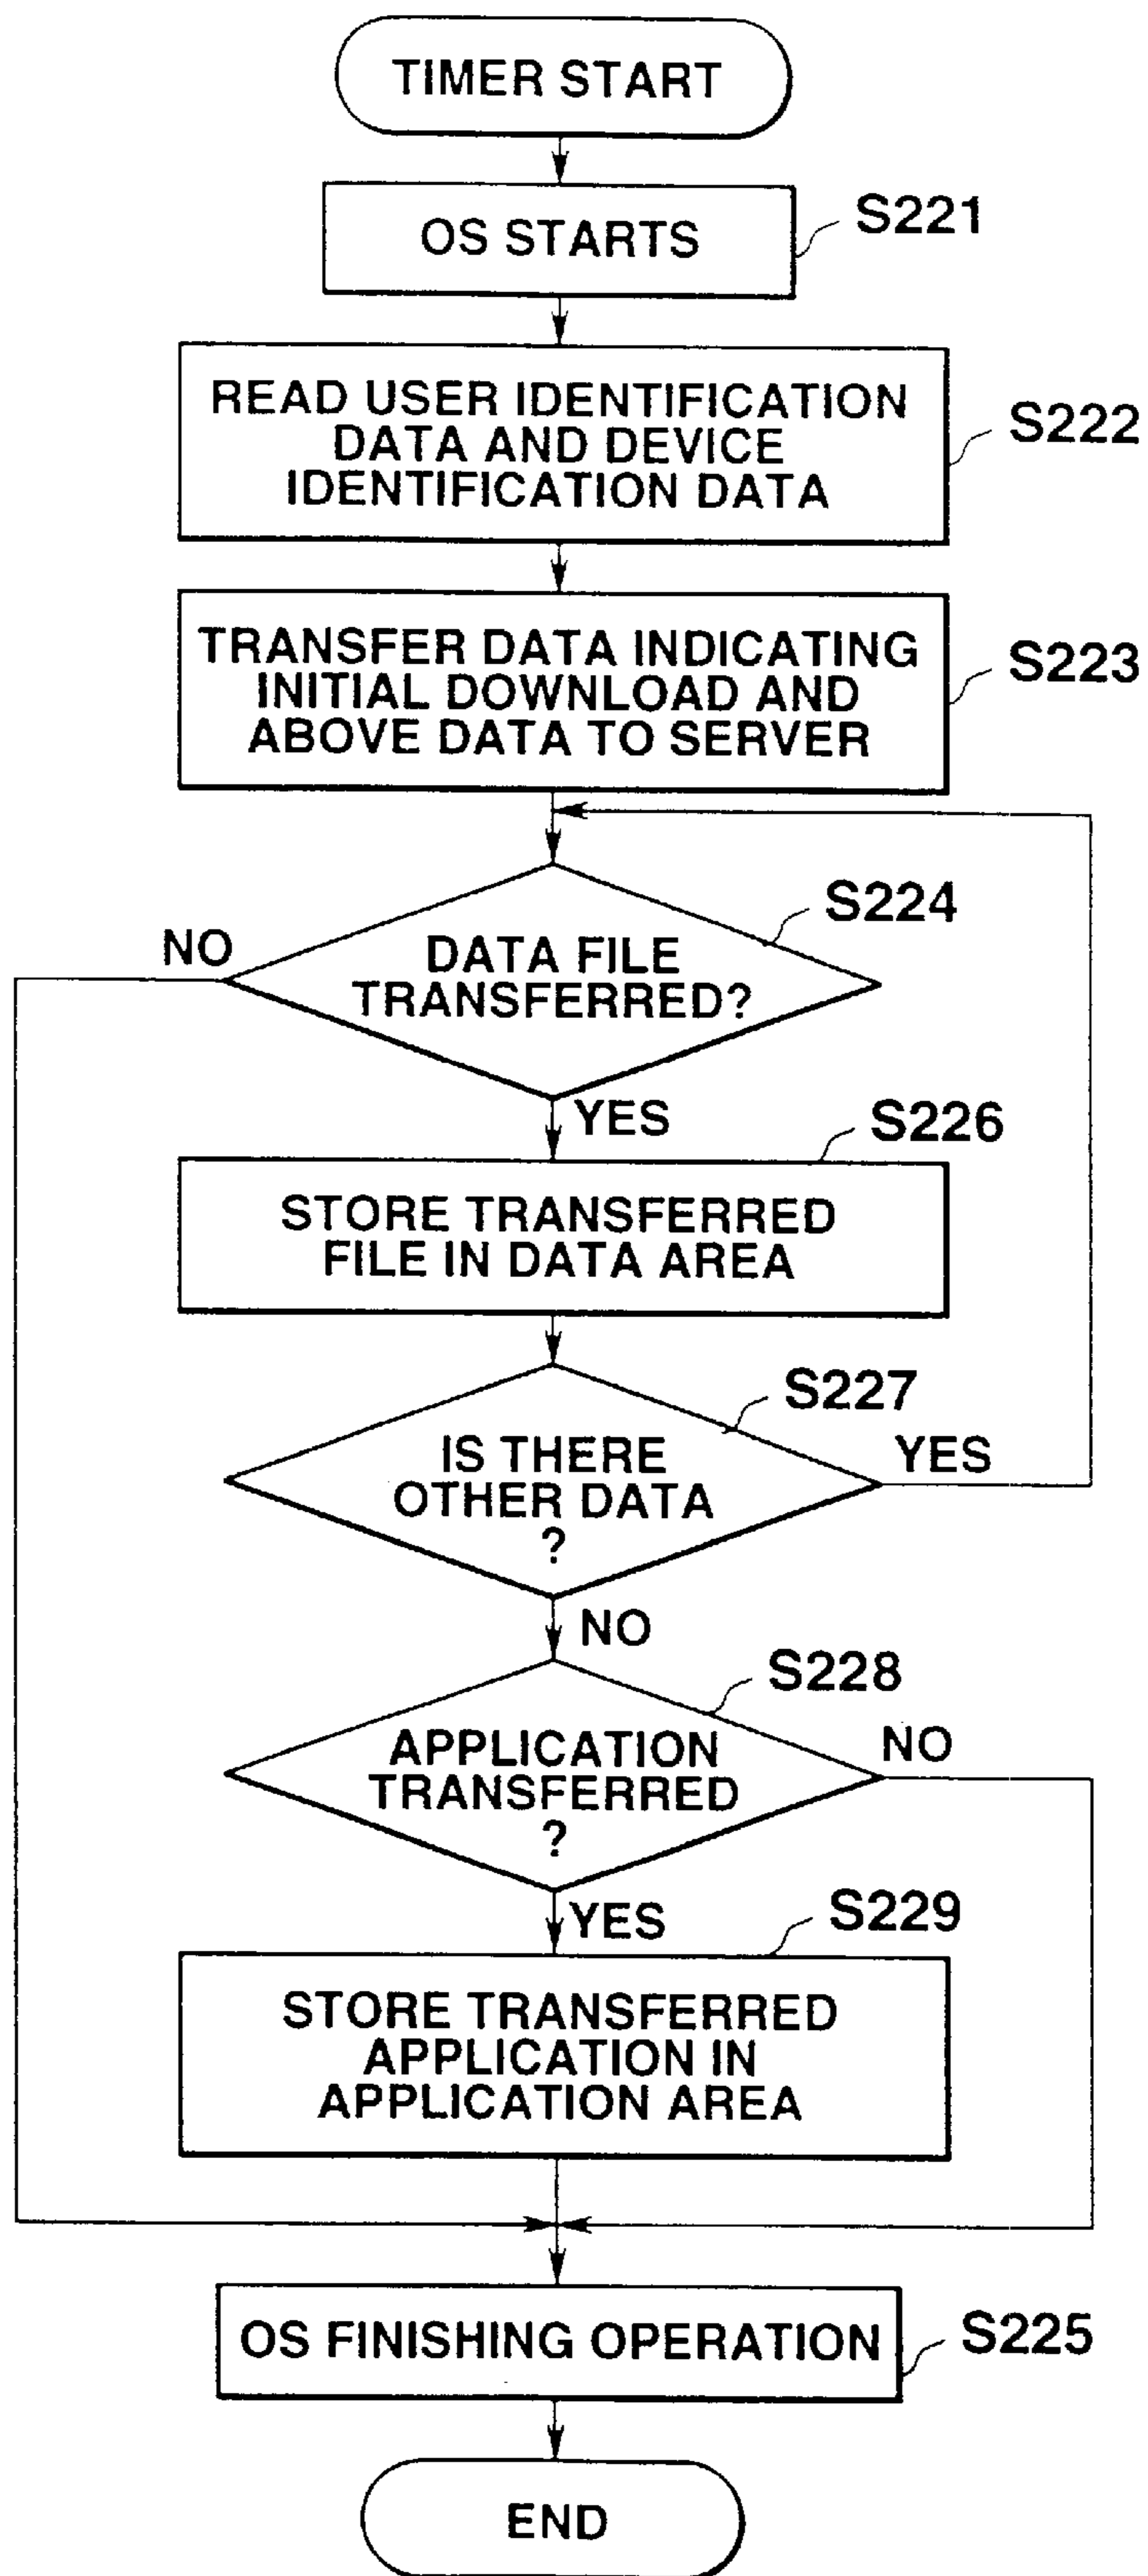 TIMER START
OS STARTS
S221
READ USER IDENTIFICATION
DATA AND DEVICE
IDENTIFICATION DATA
S222
TRANSFER DATA INDICATING
INITIAL DOWNLOAD AND
ABOVE DATA TO SERVER
S223
S224
NO
DATA FILE
TRANSFERRED?
YES
S226
STORE TRANSFERRED
FILE IN DATA AREA
S227
IS THERE
OTHER DATA
?
YES
NO
S228
APPLICATION
TRANSFERRED
?
NO
YES
S229
STORE TRANSFERRED
APPLICATION IN
APPLICATION AREA
OS FINISHING OPERATION
S225
END